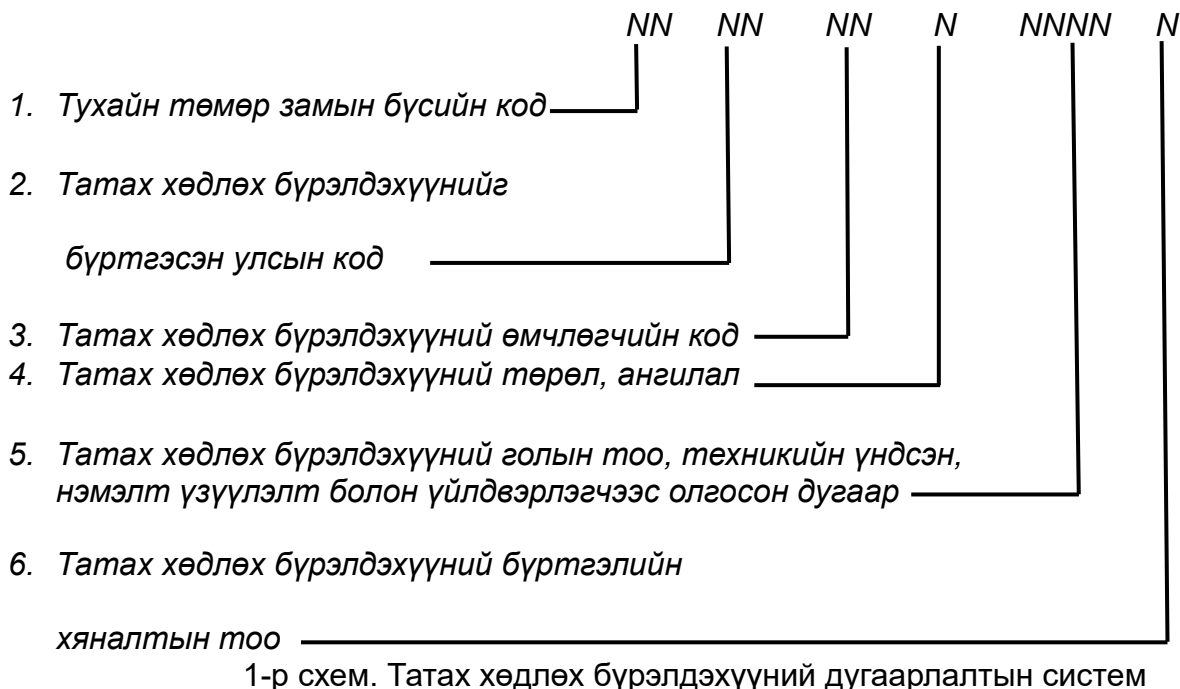 NN NN NN N NNNN N
1. Тухайн төмөр замын бүсийн код
2. Татах хөдлөх бүрэлдэхүүнийг
бүртгэсэн улсын код
3. Татах хөдлөх бүрэлдэхүүний өмчлөгчийн код
4. Татах хөдлөх бүрэлдэхүүний төрөл, ангилал
5. Татах хөдлөх бүрэлдэхүүний голын тоо, техникийн үндсэн,
нэмэлт үзүүлэлт болон үйлдвэрлэгчээс олгосон дугаар
6. Татах хөдлөх бүрэлдэхүүний бүртгэлийн
хяналтын тоо
1-р схем. Татах хөдлөх бүрэлдэхүүний дугаарлалтын систем